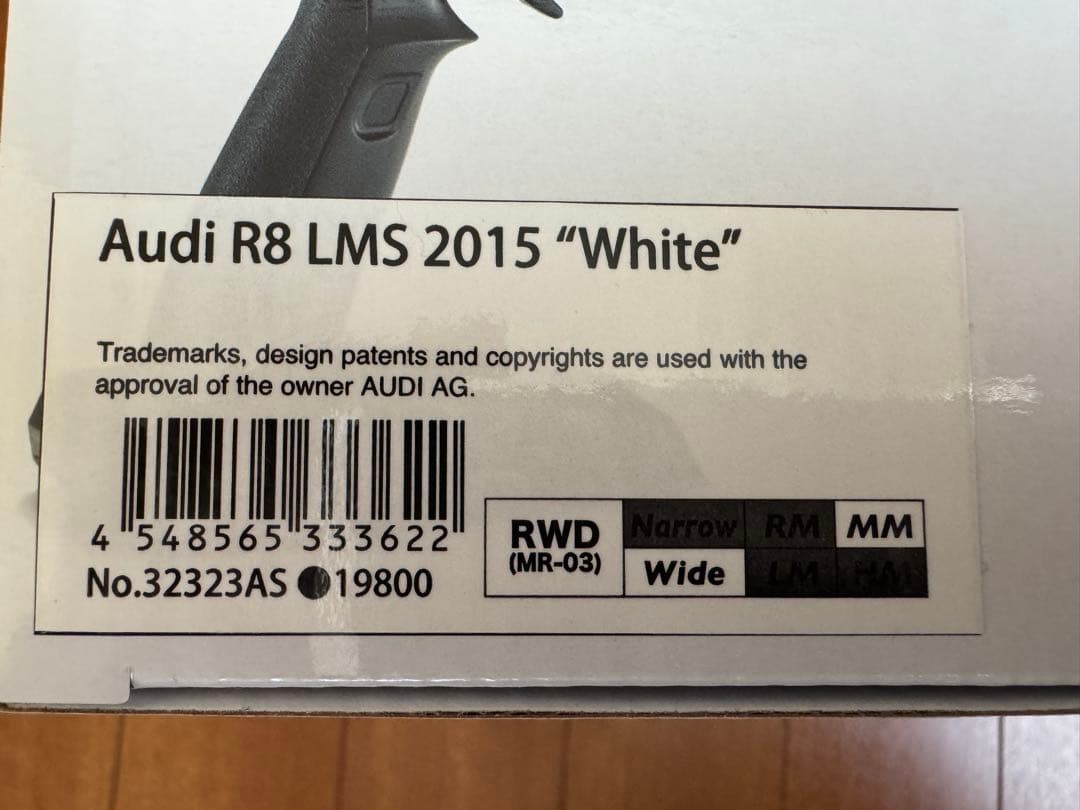 Audi R8 LMS 2015 “White”
Trademarks, design patents and copyrights are used with the
approval of the owner AUDI AG.
4 548565 333622
No.32323AS ●19800
RWD
(MR-03)
Narrow RM MM
Wide LM HM